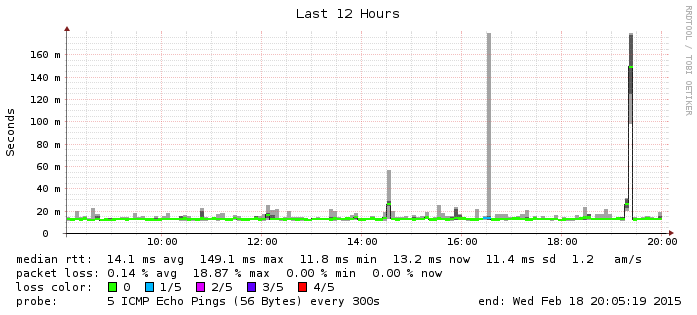 Last 12 Hours
RRDTOOL / TOBI OETIKER
Seconds
160 m
140 m
120 m
100 m
80 m
60 m
40 m
20 m
0
10:00 12:00 14:00 16:00 18:00 20:00
median rtt: 14.1 ms avg 149.1 ms max 11.8 ms min 13.2 ms now 11.4 ms sd 1.2 am/s
packet loss: 0.14 % avg 18.87 % max 0.00 % min 0.00 % now
loss color: 0 1/5 2/5 3/5 4/5
probe: 5 ICMP Echo Pings (56 Bytes) every 300s end: Wed Feb 18 20:05:19 2015